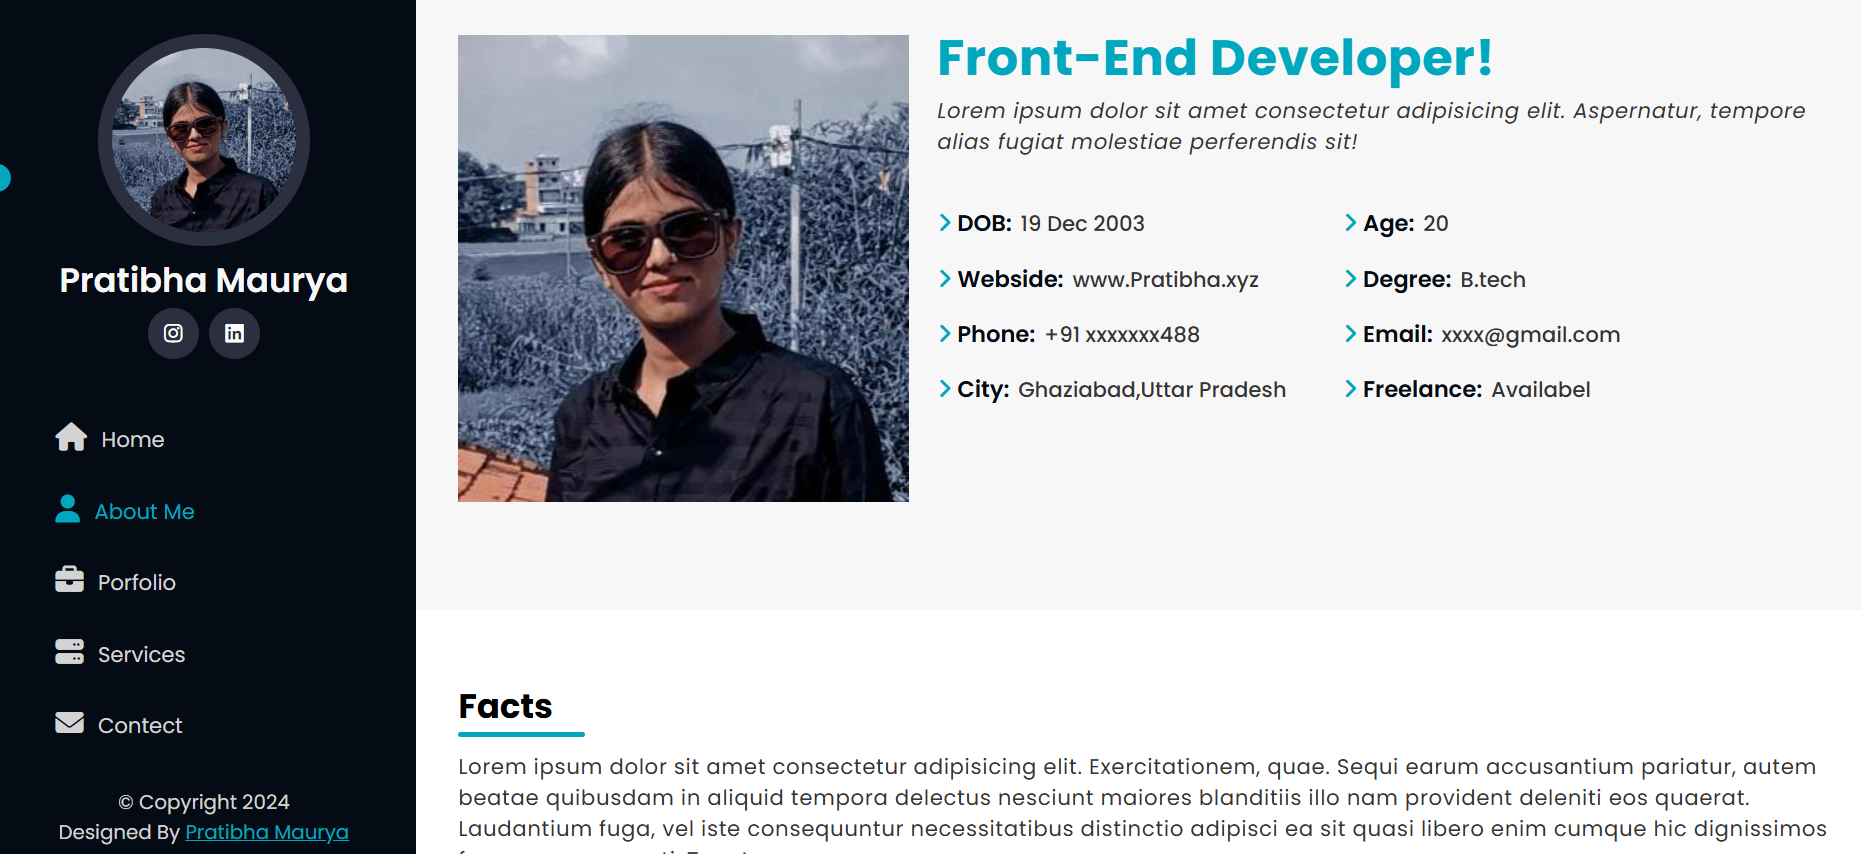 Pratibha Maurya
Home
About Me
Porfolio
Services
Contect
© Copyright 2024
Designed By Pratibha Maurya
Front-End Developer!
Lorem ipsum dolor sit amet consectetur adipisicing elit. Aspernatur, tempore
alias fugiat molestiae perferendis sit!
DOB: 19 Dec 2003
Age: 20
Webside: www.Pratibha.xyz
Degree: B.tech
Phone: +91 xxxxxxx488
Email: xxxx@gmail.com
City: Ghaziabad,Uttar Pradesh
Freelance: Availabel
Facts
Lorem ipsum dolor sit amet consectetur adipisicing elit. Exercitationem, quae. Sequi earum accusantium pariatur, autem
beatae quibusdam in aliquid tempora delectus nesciunt maiores blanditiis illo nam provident deleniti eos quaerat.
Laudantium fuga, vel iste consequuntur necessitatibus distinctio adipisci ea sit quasi libero enim cumque hic dignissimos